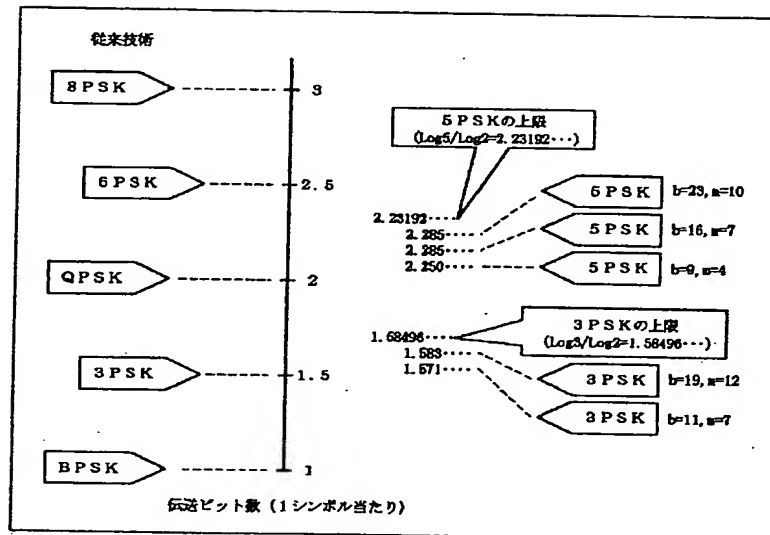 従来技術
8PSK
6PSK
QPSK
3PSK
BPSK
3
2.5
2
1.5
1
伝送ビット数 (1シンボル当たり)
5PSKの上限
(Log5/Log2=2.23192…)
2.23192……
2.285……
2.285……
2.250……
5PSK b=23, m=10
5PSK b=16, m=7
5PSK b=9, m=4
3PSKの上限
(Log3/Log2=1.58496…)
1.58496……
1.583……
1.571……
3PSK b=19, m=12
3PSK b=11, m=7